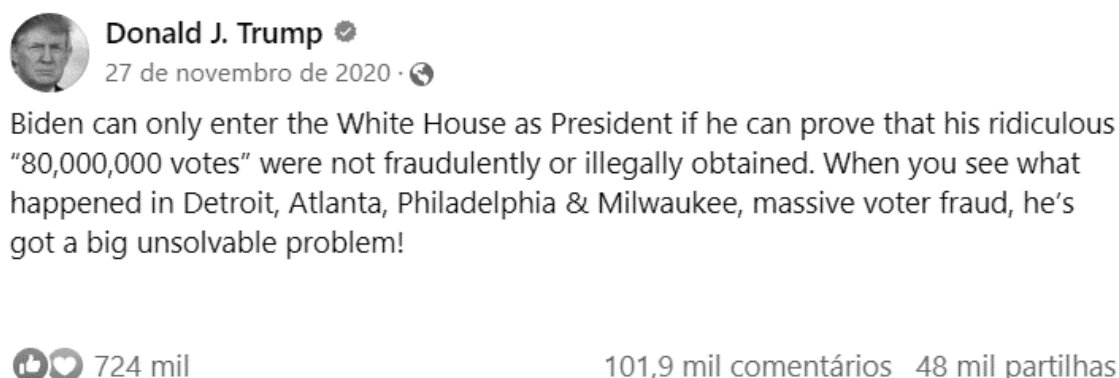 Donald J. Trump
27 de novembro de 2020 ·
Biden can only enter the White House as President if he can prove that his ridiculous
“80,000,000 votes” were not fraudulently or illegally obtained. When you see what
happened in Detroit, Atlanta, Philadelphia & Milwaukee, massive voter fraud, he’s
got a big unsolvable problem!
724 mil 101,9 mil comentários 48 mil partilhas